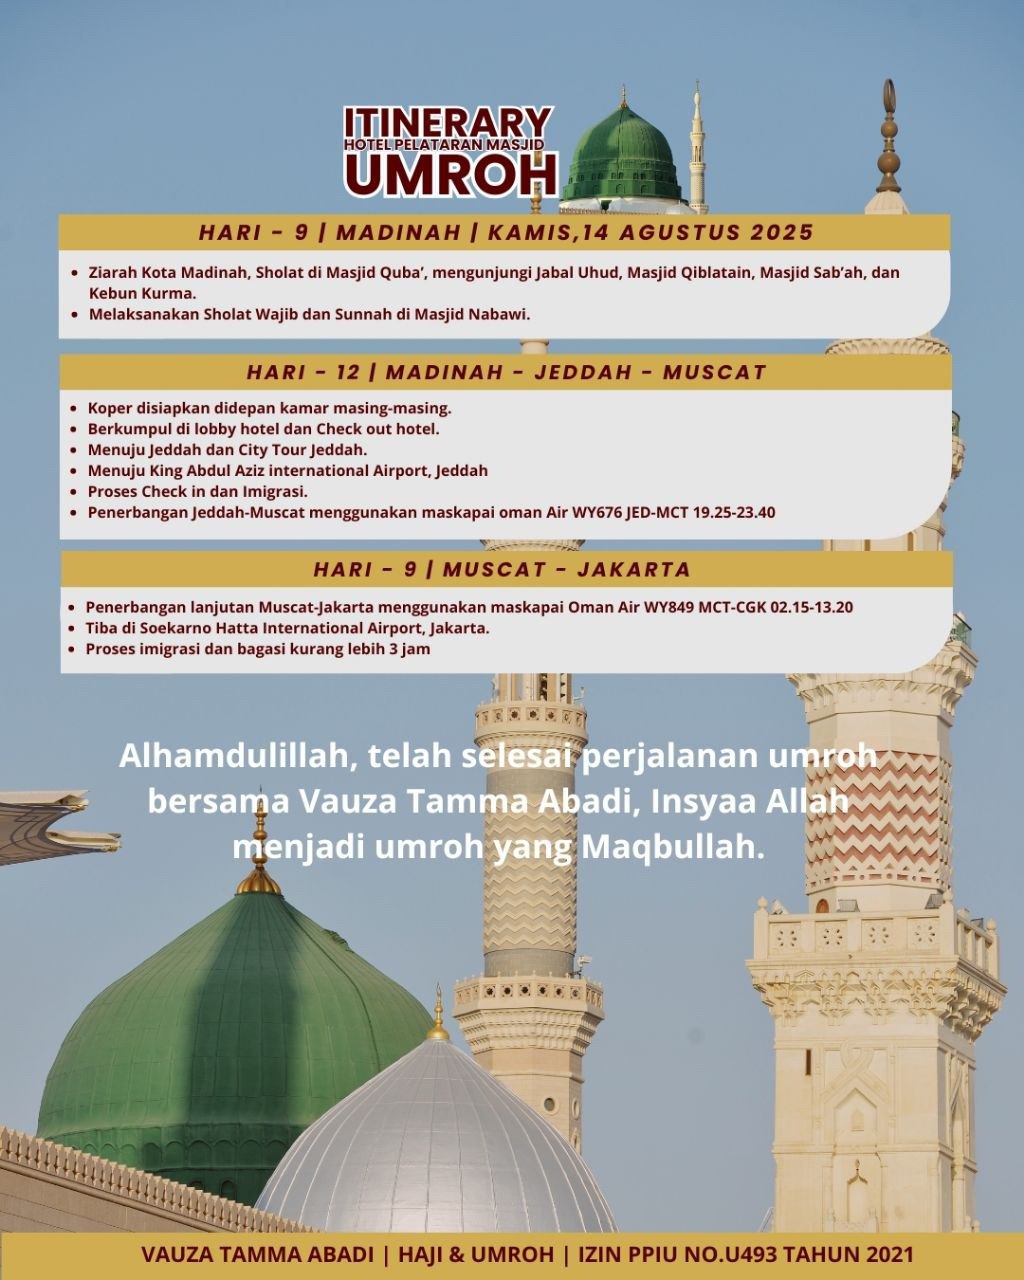 ITINERARY
HOTEL PELATARAN MASJID
UMROH
HARI - 9 | MADINAH | KAMIS,14 AGUSTUS 2025
• Ziarah Kota Madinah, Sholat di Masjid Quba’, mengunjungi Jabal Uhud, Masjid Qiblatain, Masjid Sab’ah, dan
Kebun Kurma.
• Melaksanakan Sholat Wajib dan Sunnah di Masjid Nabawi.
HARI - 12 | MADINAH - JEDDAH - MUSCAT
• Koper disiapkan didepan kamar masing-masing.
• Berkumpul di lobby hotel dan Check out hotel.
• Menuju Jeddah dan City Tour Jeddah.
• Menuju King Abdul Aziz international Airport, Jeddah
• Proses Check in dan Imigrasi.
• Penerbangan Jeddah-Muscat menggunakan maskapai oman Air WY676 JED-MCT 19.25-23.40
HARI - 9 | MUSCAT - JAKARTA
• Penerbangan lanjutan Muscat-Jakarta menggunakan maskapai Oman Air WY849 MCT-CGK 02.15-13.20
• Tiba di Soekarno Hatta International Airport, Jakarta.
• Proses imigrasi dan bagasi kurang lebih 3 jam
Alhamdulillah, telah selesai perjalanan umroh
bersama Vauza Tamma Abadi, Insyaa Allah
menjadi umroh yang Maqbullah.
VAUZA TAMMA ABADI | HAJI & UMROH | IZIN PPIU NO.U493 TAHUN 2021